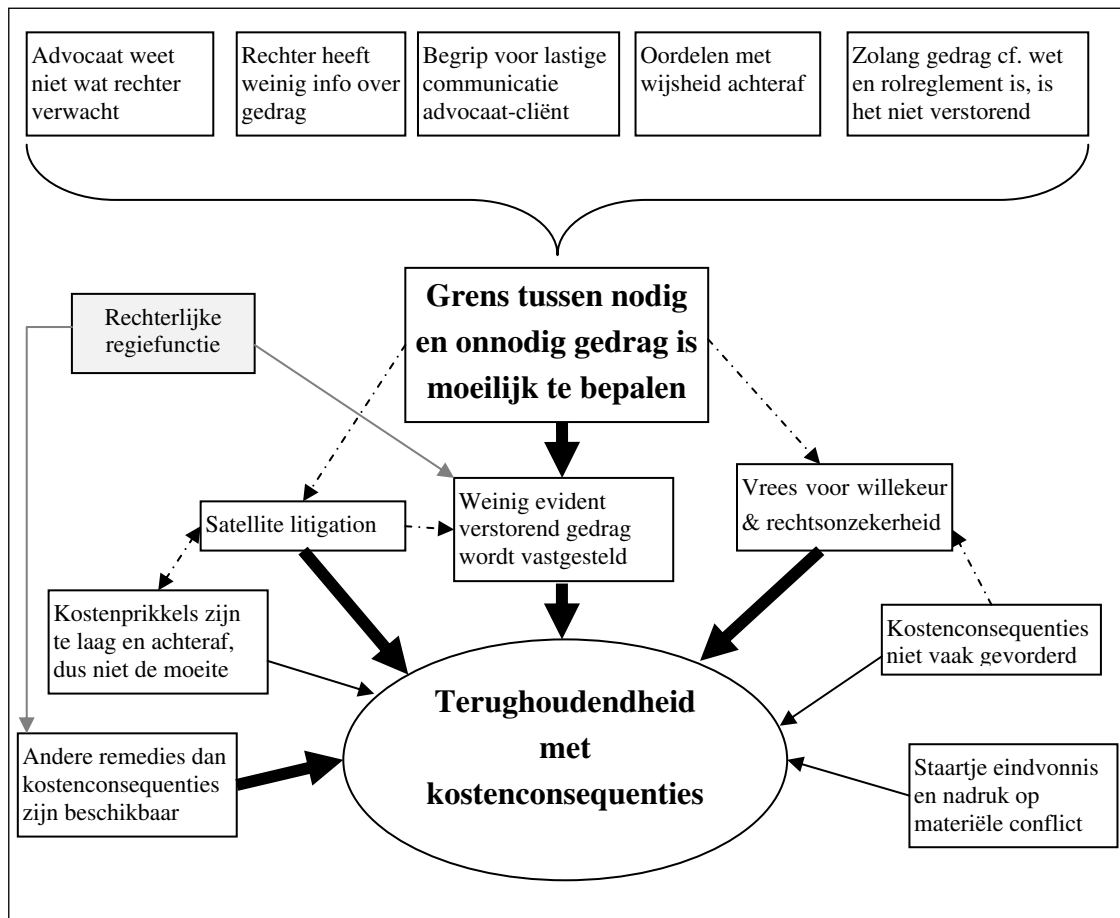 Advocaat weet
niet wat rechter
verwacht
Rechter heeft
weinig info over
gedrag
Begrip voor lastige
communicatie
advocaat-cliënt
Oordelen met
wijsheid achteraf
Zolang gedrag cf. wet
en rolreglement is, is
het niet verstorend
Grens tussen nodig
en onnodig gedrag is
moeilijk te bepalen
Rechterlijke
regiefunctie
Satellite litigation
Weinig evident
verstorend gedrag
wordt vastgesteld
Vrees voor willekeur
& rechtsonzekerheid
Kostenprikkels zijn
te laag en achteraf,
dus niet de moeite
Kostenconsequenties
niet vaak gevorderd
Terughoudendheid
met
kostenconsequenties
Andere remedies dan
kostenconsequenties
zijn beschikbaar
Staartje eindvonnis
en nadruk op
materiële conflict